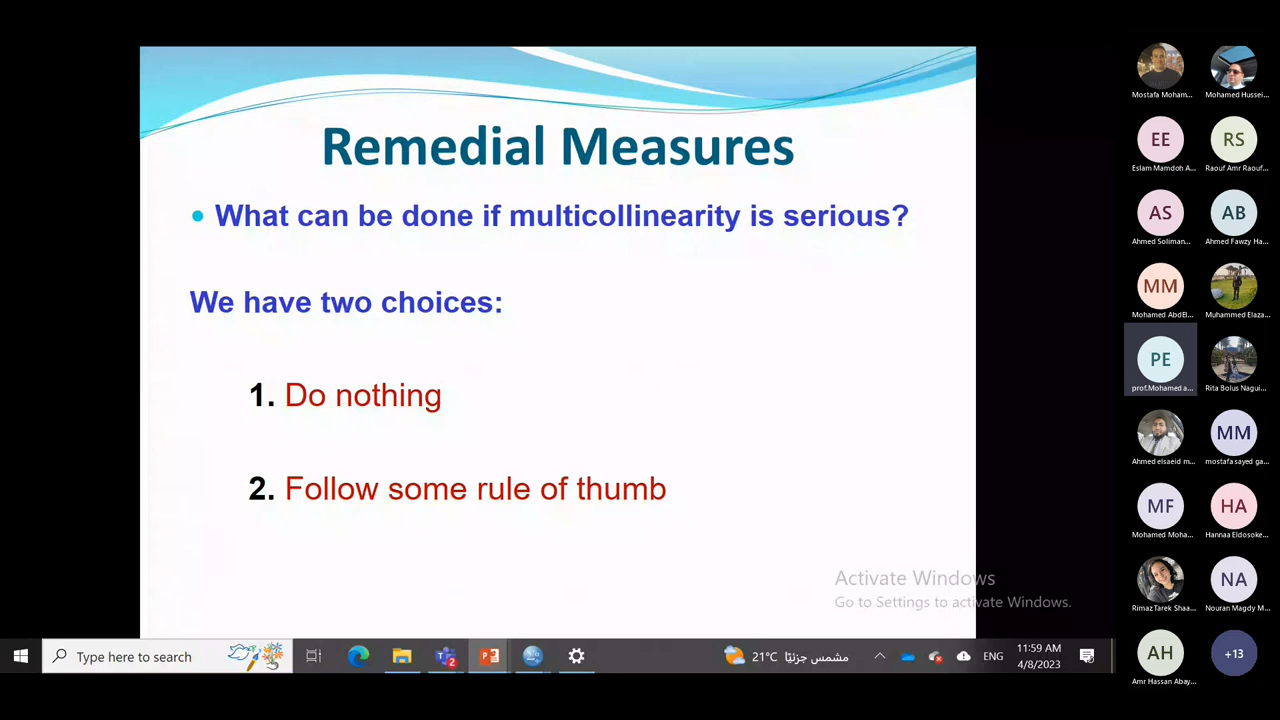 Remedial Measures
• What can be done if multicollinearity is serious?
We have two choices:
1. Do nothing
2. Follow some rule of thumb
Activate Windows
Go to Settings to activate Windows.
Mostafa Moham...
Mohamed Hussei...
EE
Eslam Mamdoh A...
RS
Raouf Amr Raouf...
AS
Ahmed Soliman...
AB
Ahmed Fawzy Ha...
MM
Mohamed AbdEl...
Muhammed Elaza...
PE
prof.Mohamed a...
Rita Bolus Nagui...
Ahmed elsaeid m...
MM
mostafa sayed ga...
MF
Mohamed Moha...
HA
Hannaa Eldosoke...
Rimaz Tarek Shaa...
NA
Nouran Magdy M...
AH
Amr Hassan Abay...
+13
Type here to search
2
21°C مشمس جزئيًا
ENG
11:59 AM
4/8/2023